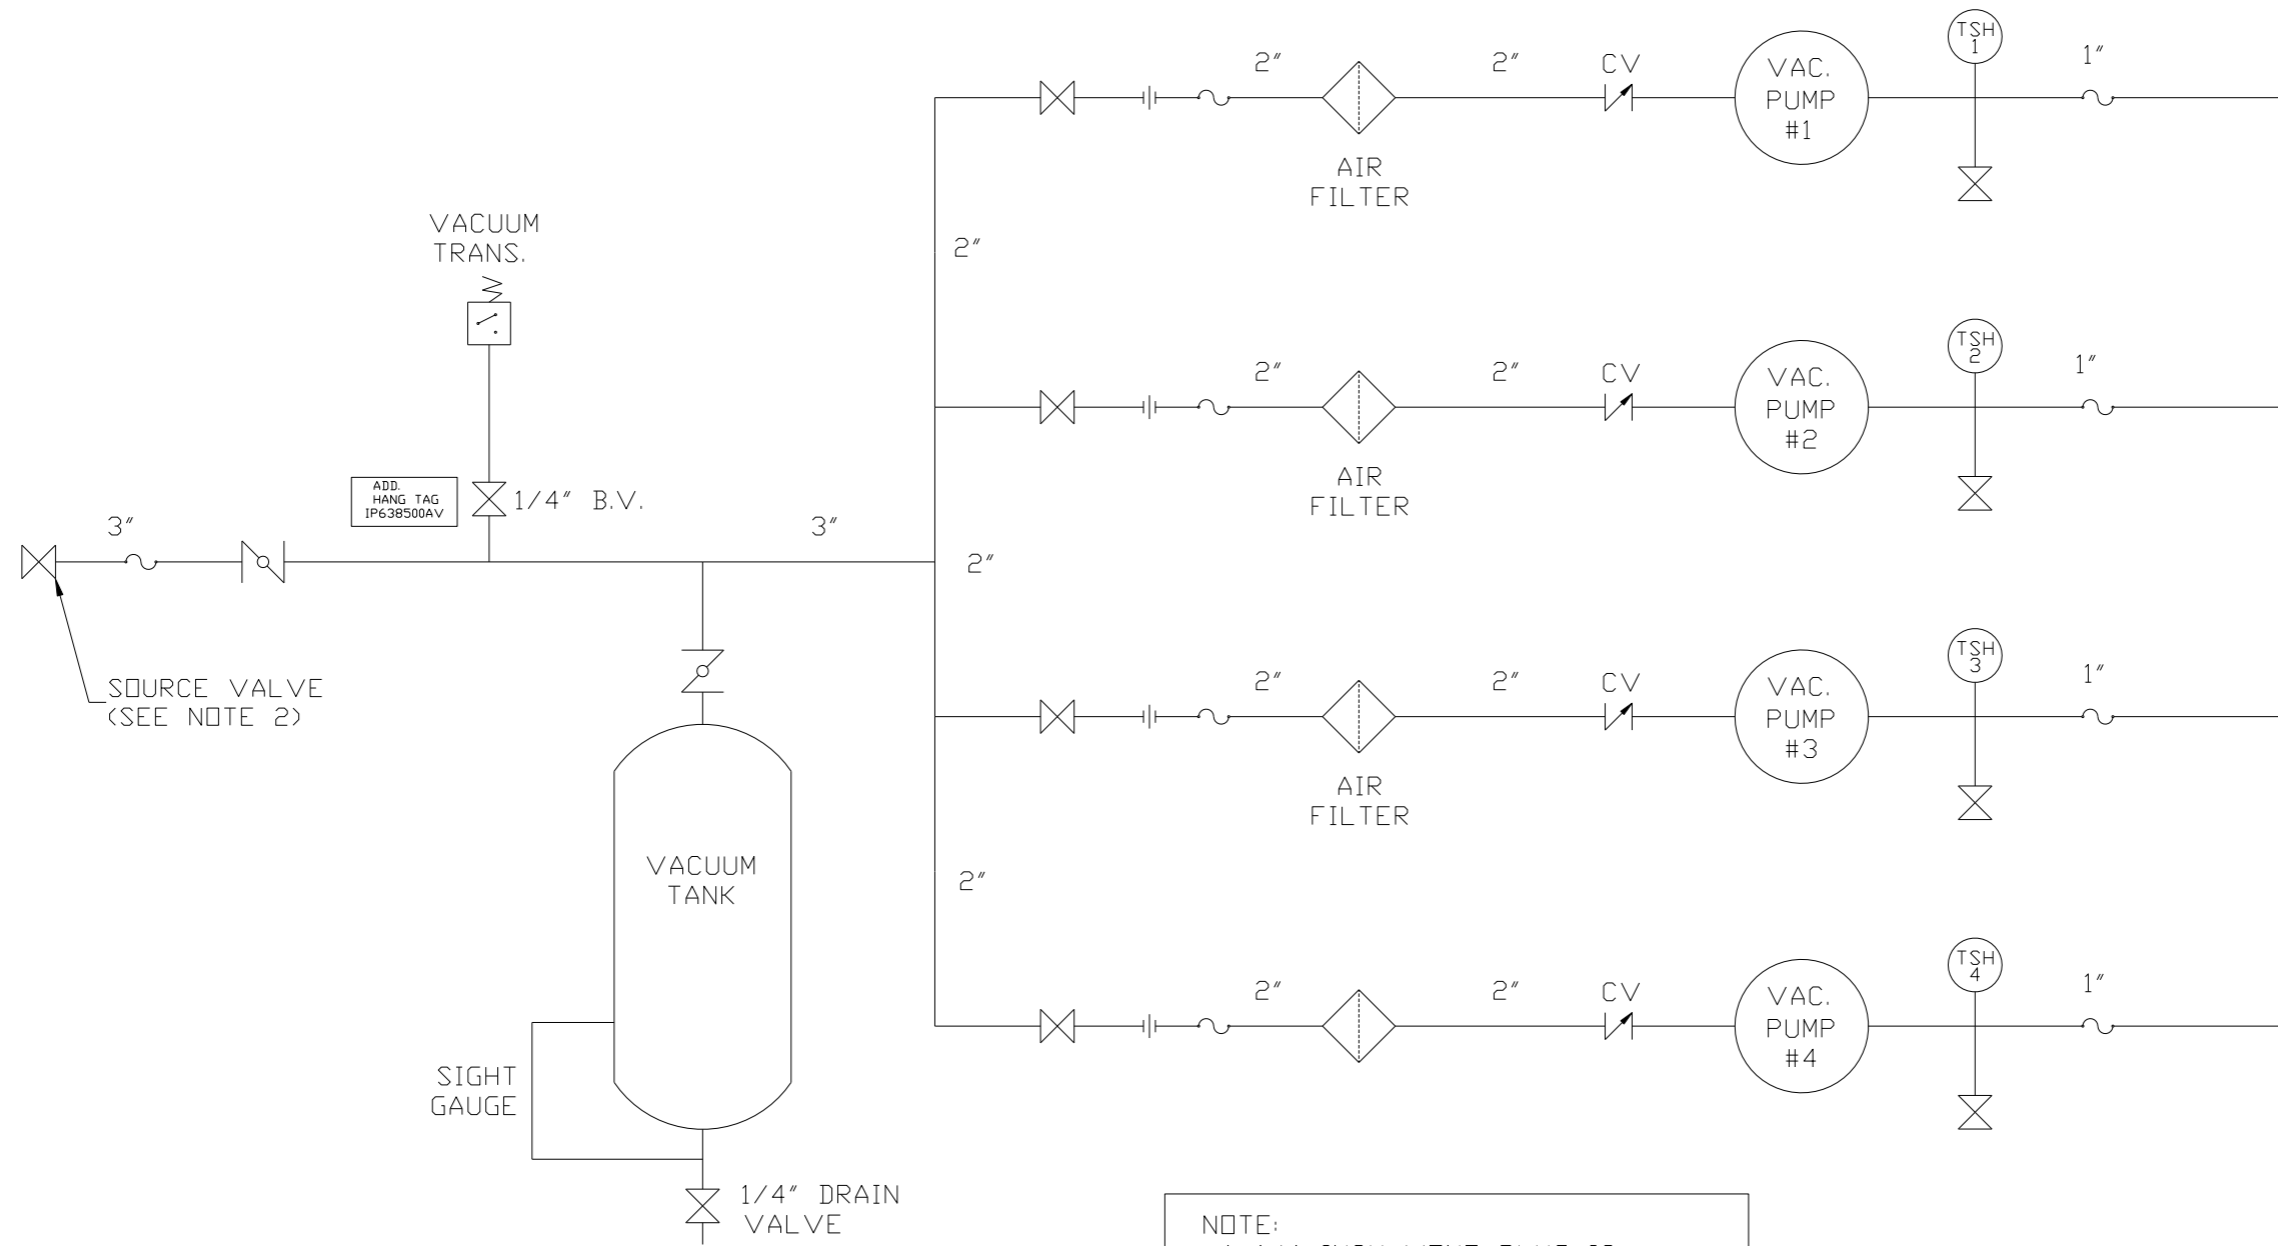 TSH
1
2"
2"
CV
VAC.
PUMP
#1
1"
AIR
FILTER
VACUUM
TRANS.
2"
TSH
2
2"
2"
CV
VAC.
PUMP
#2
1"
AIR
FILTER
ADD.
HANG TAG
IP638500AV
1/4" B.V.
3"
3"
2"
SOURCE VALVE
(SEE NOTE 2)
TSH
3
2"
2"
CV
VAC.
PUMP
#3
1"
AIR
FILTER
VACUUM
TANK
2"
TSH
4
2"
2"
CV
VAC.
PUMP
#4
1"
SIGHT
GAUGE
1/4" DRAIN
VALVE
NOTE: